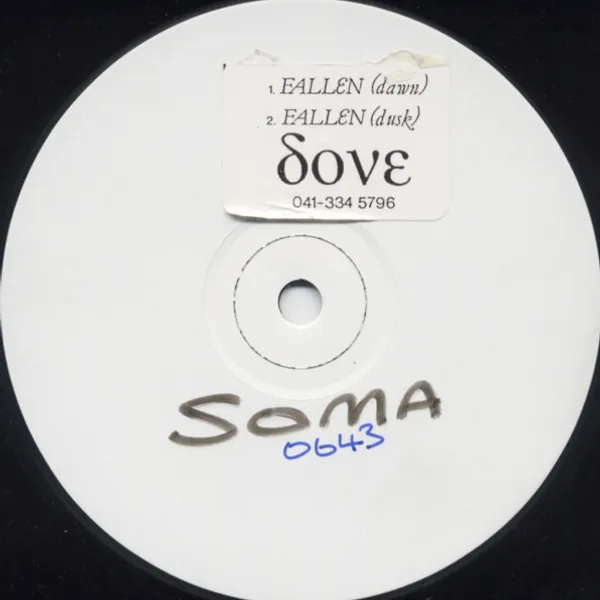 1. FALLEN (dawn)
2. FALLEN (dusk)
δονε
041-334 5796
SOMA
0643